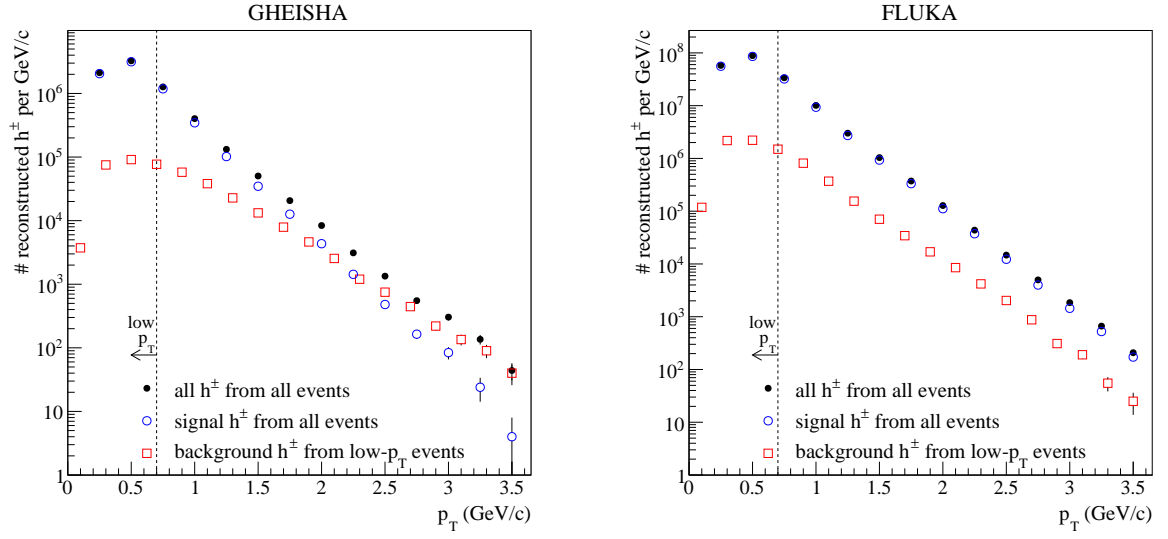 GHEISHA
# reconstructed h± per GeV/c
10⁶
10⁵
10⁴
10³
10²
10
1
low
p_T
all h± from all events
signal h± from all events
background h± from low-p_T events
0 0.5 1 1.5 2 2.5 3 3.5
p_T (GeV/c)
FLUKA
# reconstructed h± per GeV/c
10⁸
10⁷
10⁶
10⁵
10⁴
10³
10²
10
1
low
p_T
all h± from all events
signal h± from all events
background h± from low-p_T events
0 0.5 1 1.5 2 2.5 3 3.5
p_T (GeV/c)